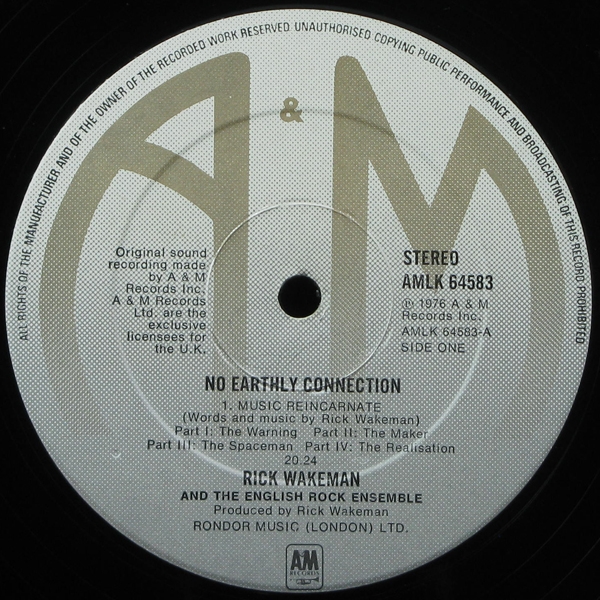 ALL RIGHTS OF THE MANUFACTURER AND OF THE OWNER OF THE RECORDED WORK RESERVED UNAUTHORISED COPYING PUBLIC PERFORMANCE AND BROADCASTING OF THIS RECORD PROHIBITED
A & M
Original sound
recording made
by A & M
Records Inc.
A & M Records
Ltd. are the
exclusive
licensees for
the U.K.
STEREO
AMLK 64583
℗ 1976 A & M
Records Inc.
AMLK 64583-A
SIDE ONE
NO EARTHLY CONNECTION
1. MUSIC REINCARNATE
(Words and music by Rick Wakeman)
Part I: The Warning Part II: The Maker
Part III: The Spaceman Part IV: The Realisation
20.24
RICK WAKEMAN
AND THE ENGLISH ROCK ENSEMBLE
Produced by Rick Wakeman
RONDOR MUSIC (LONDON) LTD.
AM
RECORDS